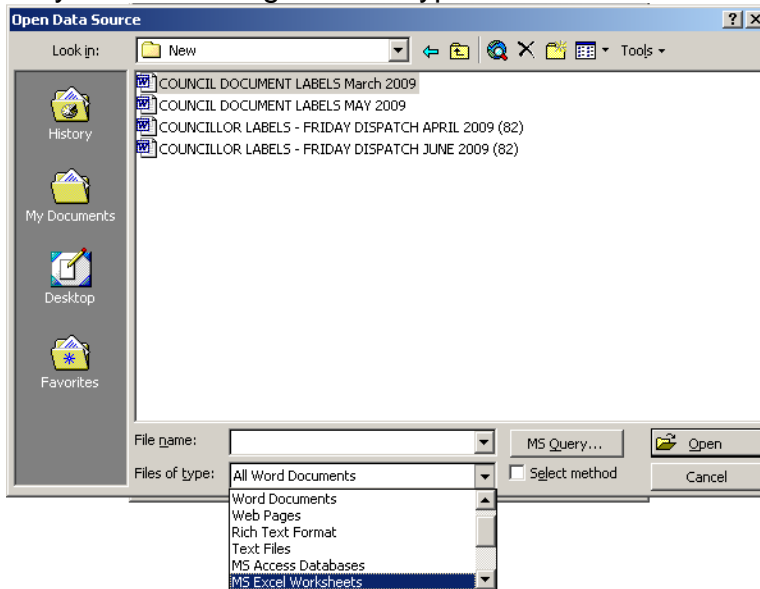 Open Data Source
Look in: New Tools
COUNCIL DOCUMENT LABELS March 2009
COUNCIL DOCUMENT LABELS MAY 2009
COUNCILLOR LABELS - FRIDAY DISPATCH APRIL 2009 (82)
COUNCILLOR LABELS - FRIDAY DISPATCH JUNE 2009 (82)
History
My Documents
Desktop
Favorites
File name: MS Query... Open
Files of type: All Word Documents Select method Cancel
Word Documents
Web Pages
Rich Text Format
Text Files
MS Access Databases
MS Excel Worksheets